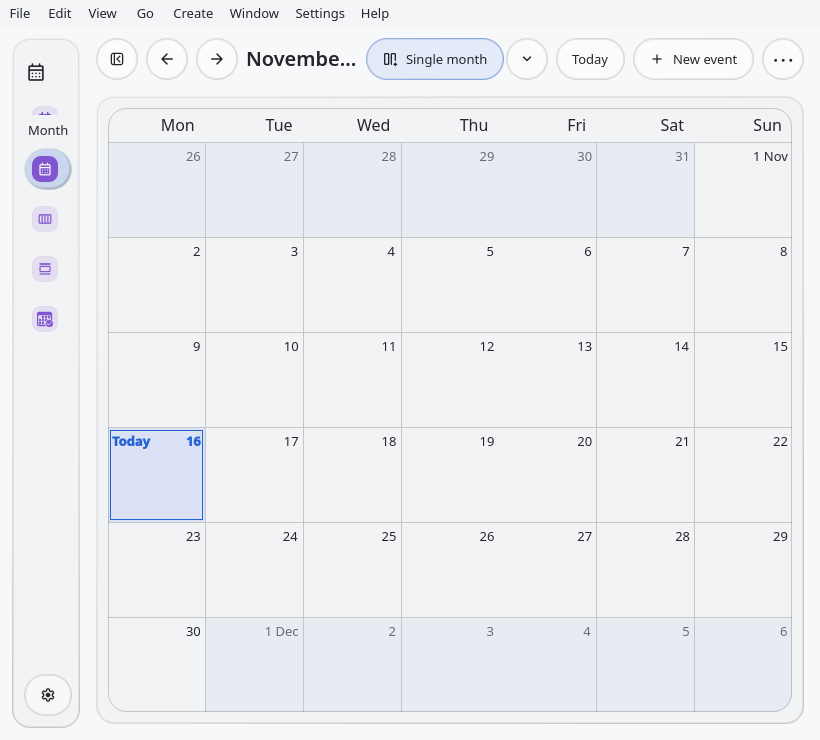 File Edit View Go Create Window Settings Help
Novembe... Single month Today New event
Month
Mon Tue Wed Thu Fri Sat Sun
26 27 28 29 30 31 1 Nov
2 3 4 5 6 7 8
9 10 11 12 13 14 15
Today 16 17 18 19 20 21 22
23 24 25 26 27 28 29
30 1 Dec 2 3 4 5 6